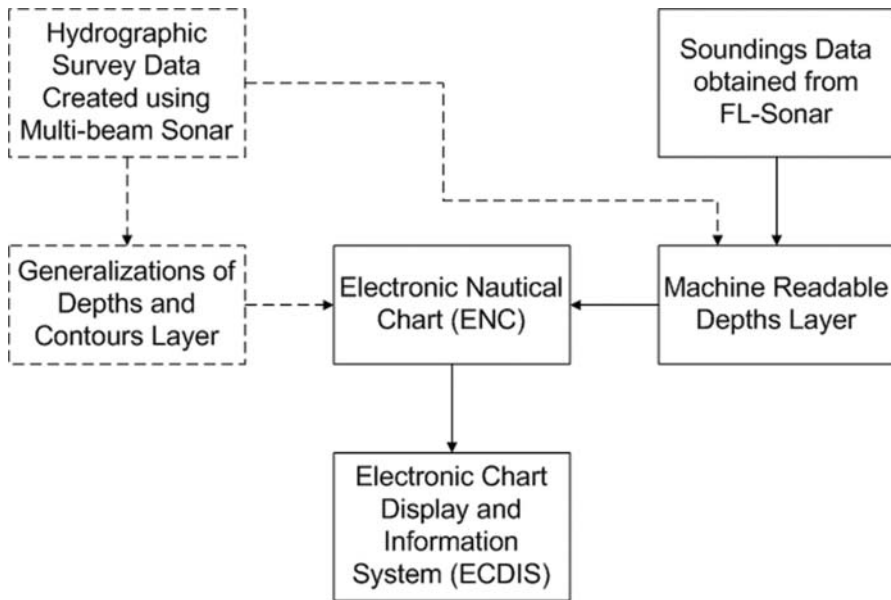 Hydrographic
Survey Data
Created using
Multi-beam Sonar
Soundings Data
obtained from
FL-Sonar
Generalizations of
Depths and
Contours Layer
Electronic Nautical
Chart (ENC)
Machine Readable
Depths Layer
Electronic Chart
Display and
Information
System (ECDIS)